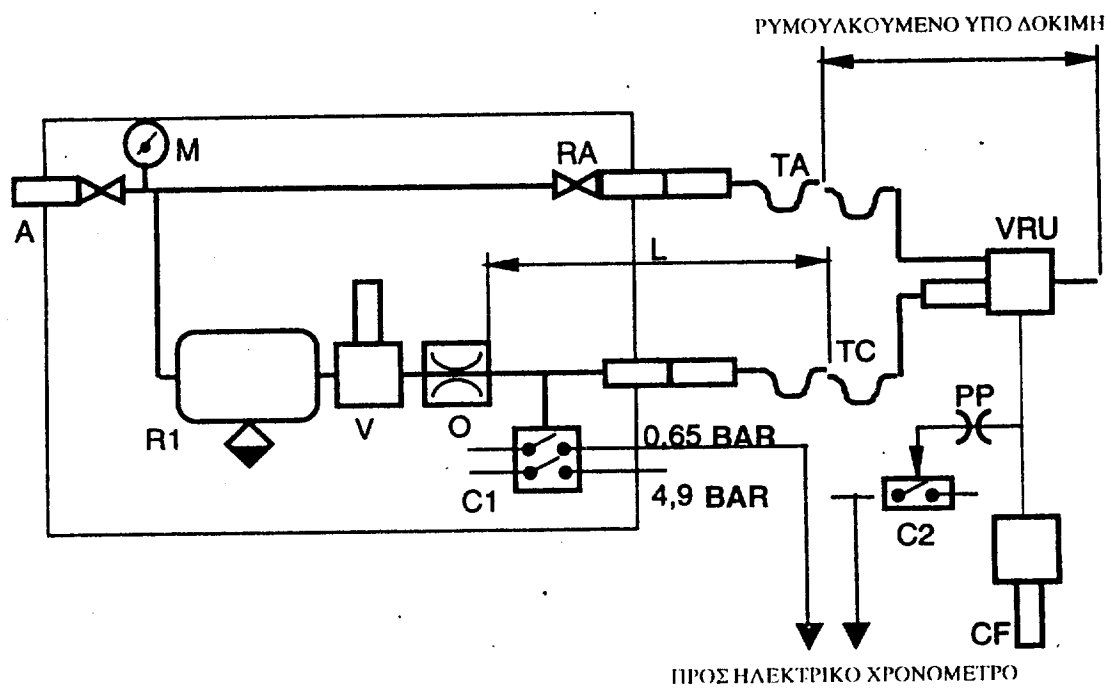 ΡΥΜΟΥΛΚΟΥΜΕΝΟ ΥΠΟ ΔΟΚΙΜΗ
M
RA
TA
A
VRU
L
TC
PP
R1
V
O
0,65 BAR
C1
4,9 BAR
C2
CF
ΠΡΟΣ ΗΛΕΚΤΡΙΚΟ ΧΡΟΝΟΜΕΤΡΟ